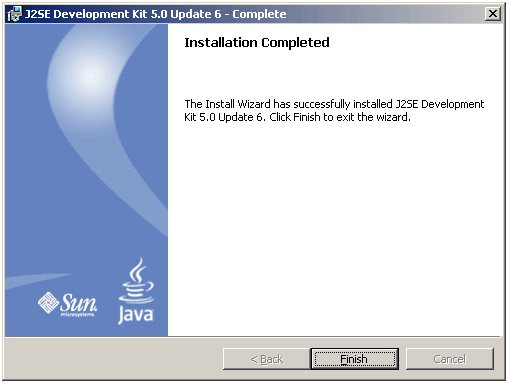 J2SE Development Kit 5.0 Update 6 - Complete
Installation Completed
The Install Wizard has successfully installed J2SE Development
Kit 5.0 Update 6. Click Finish to exit the wizard.
Sun
microsystems
Java
< Back
Finish
Cancel